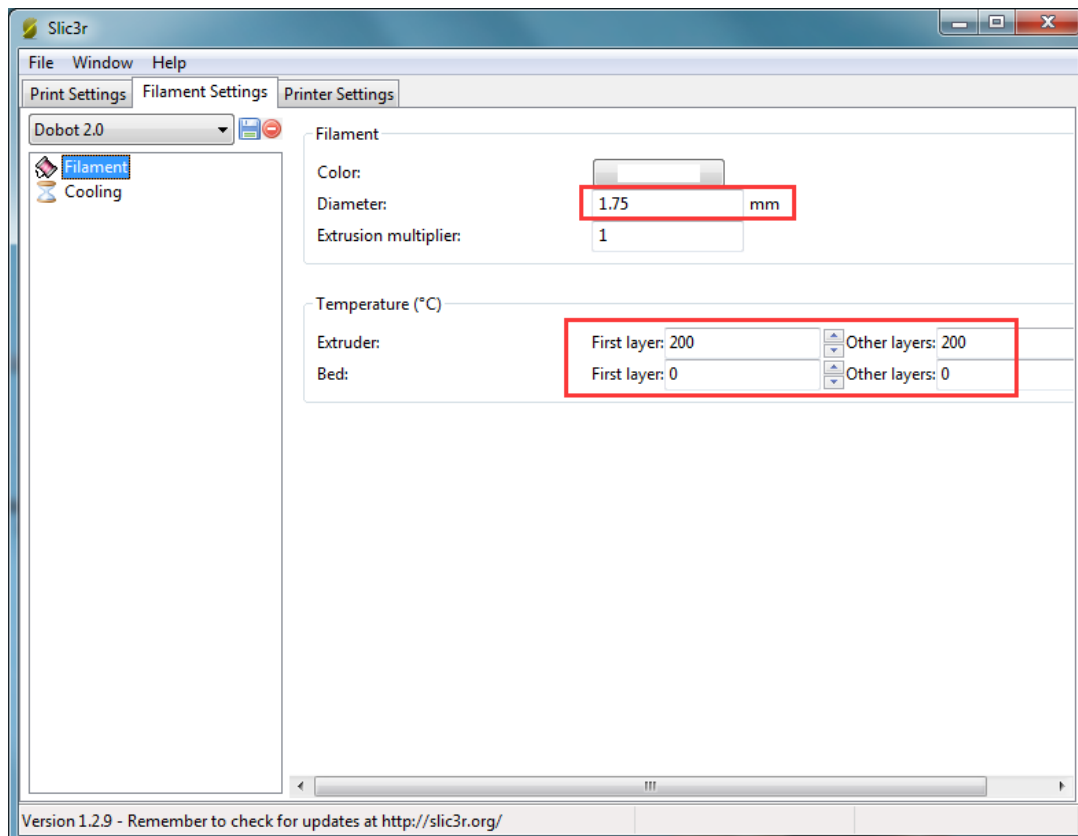 Slic3r
File Window Help
Print Settings Filament Settings Printer Settings
Dobot 2.0
Filament
Cooling
Filament
Color:
Diameter: 1.75 mm
Extrusion multiplier: 1
Temperature (°C)
Extruder: First layer: 200 Other layers: 200
Bed: First layer: 0 Other layers: 0
Version 1.2.9 - Remember to check for updates at http://slic3r.org/